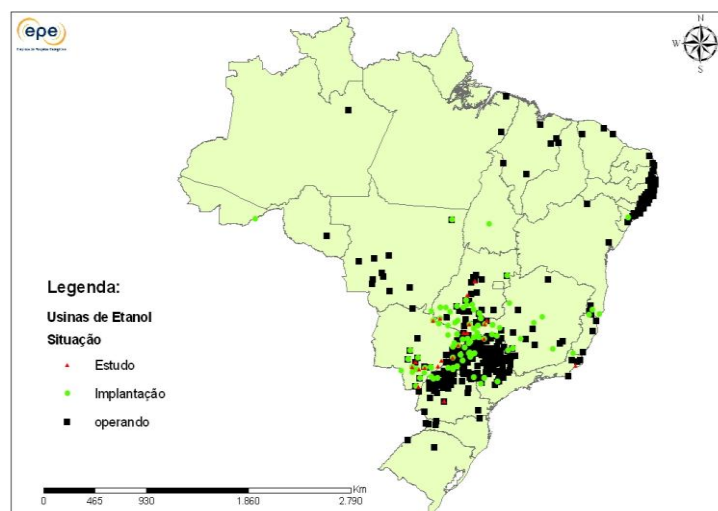 epe
N
W
E
S
Legenda:
Usinas de Etanol
Situação
Estudo
Implantação
operando
Km
0 465 930 1.860 2.790